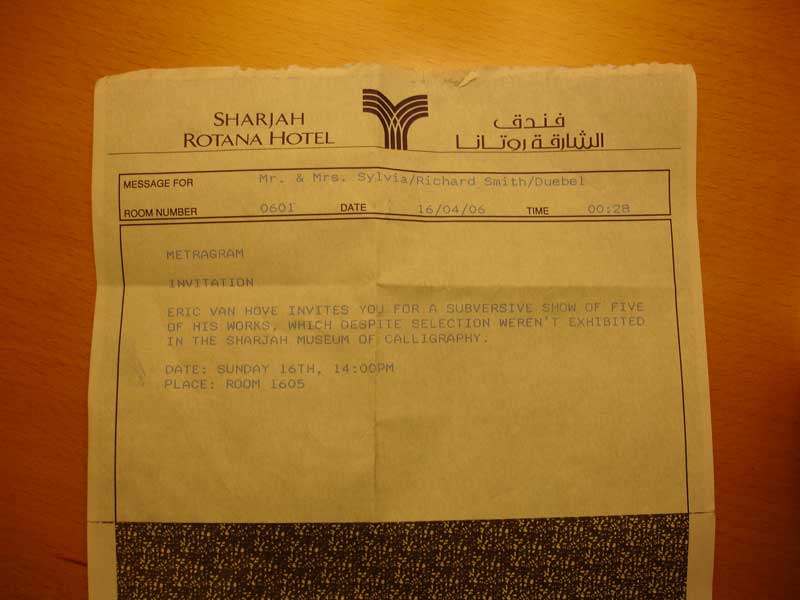 SHARJAH
ROTANA HOTEL
فندق
الشارقة روتانا
MESSAGE FOR Mr. & Mrs. Sylvia/Richard Smith/Duebel
ROOM NUMBER 0601 DATE 16/04/06 TIME 00:28
METRAGRAM
INVITATION
ERIC VAN HOVE INVITES YOU FOR A SUBVERSIVE SHOW OF FIVE
OF HIS WORKS, WHICH DESPITE SELECTION WEREN'T EXHIBITED
IN THE SHARJAH MUSEUM OF CALLIGRAPHY.
DATE: SUNDAY 16TH, 14:00PM
PLACE: ROOM 1605